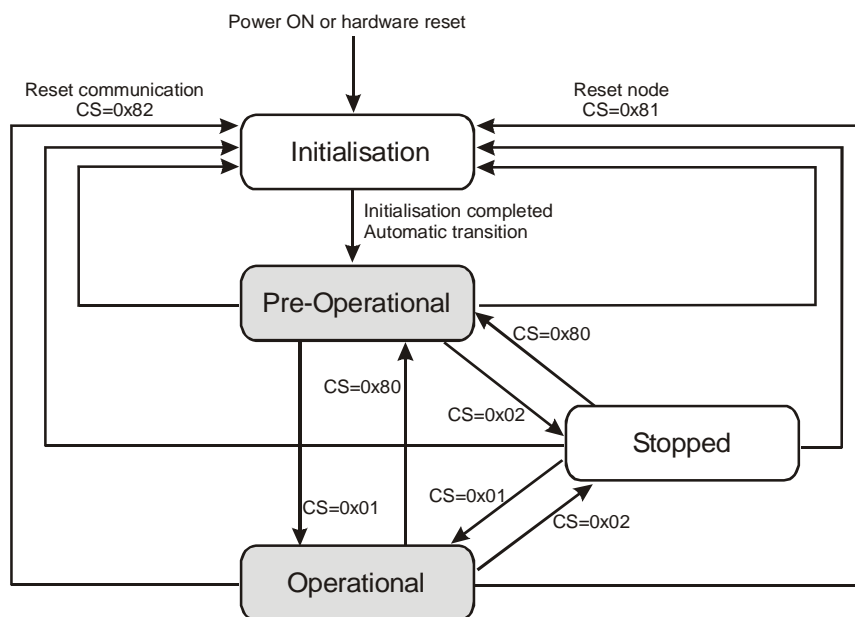 Power ON or hardware reset
Reset communication
CS=0x82
Reset node
CS=0x81
Initialisation
Initialisation completed
Automatic transition
Pre-Operational
CS=0x80
CS=0x80
CS=0x02
Stopped
CS=0x01
CS=0x01
CS=0x02
Operational